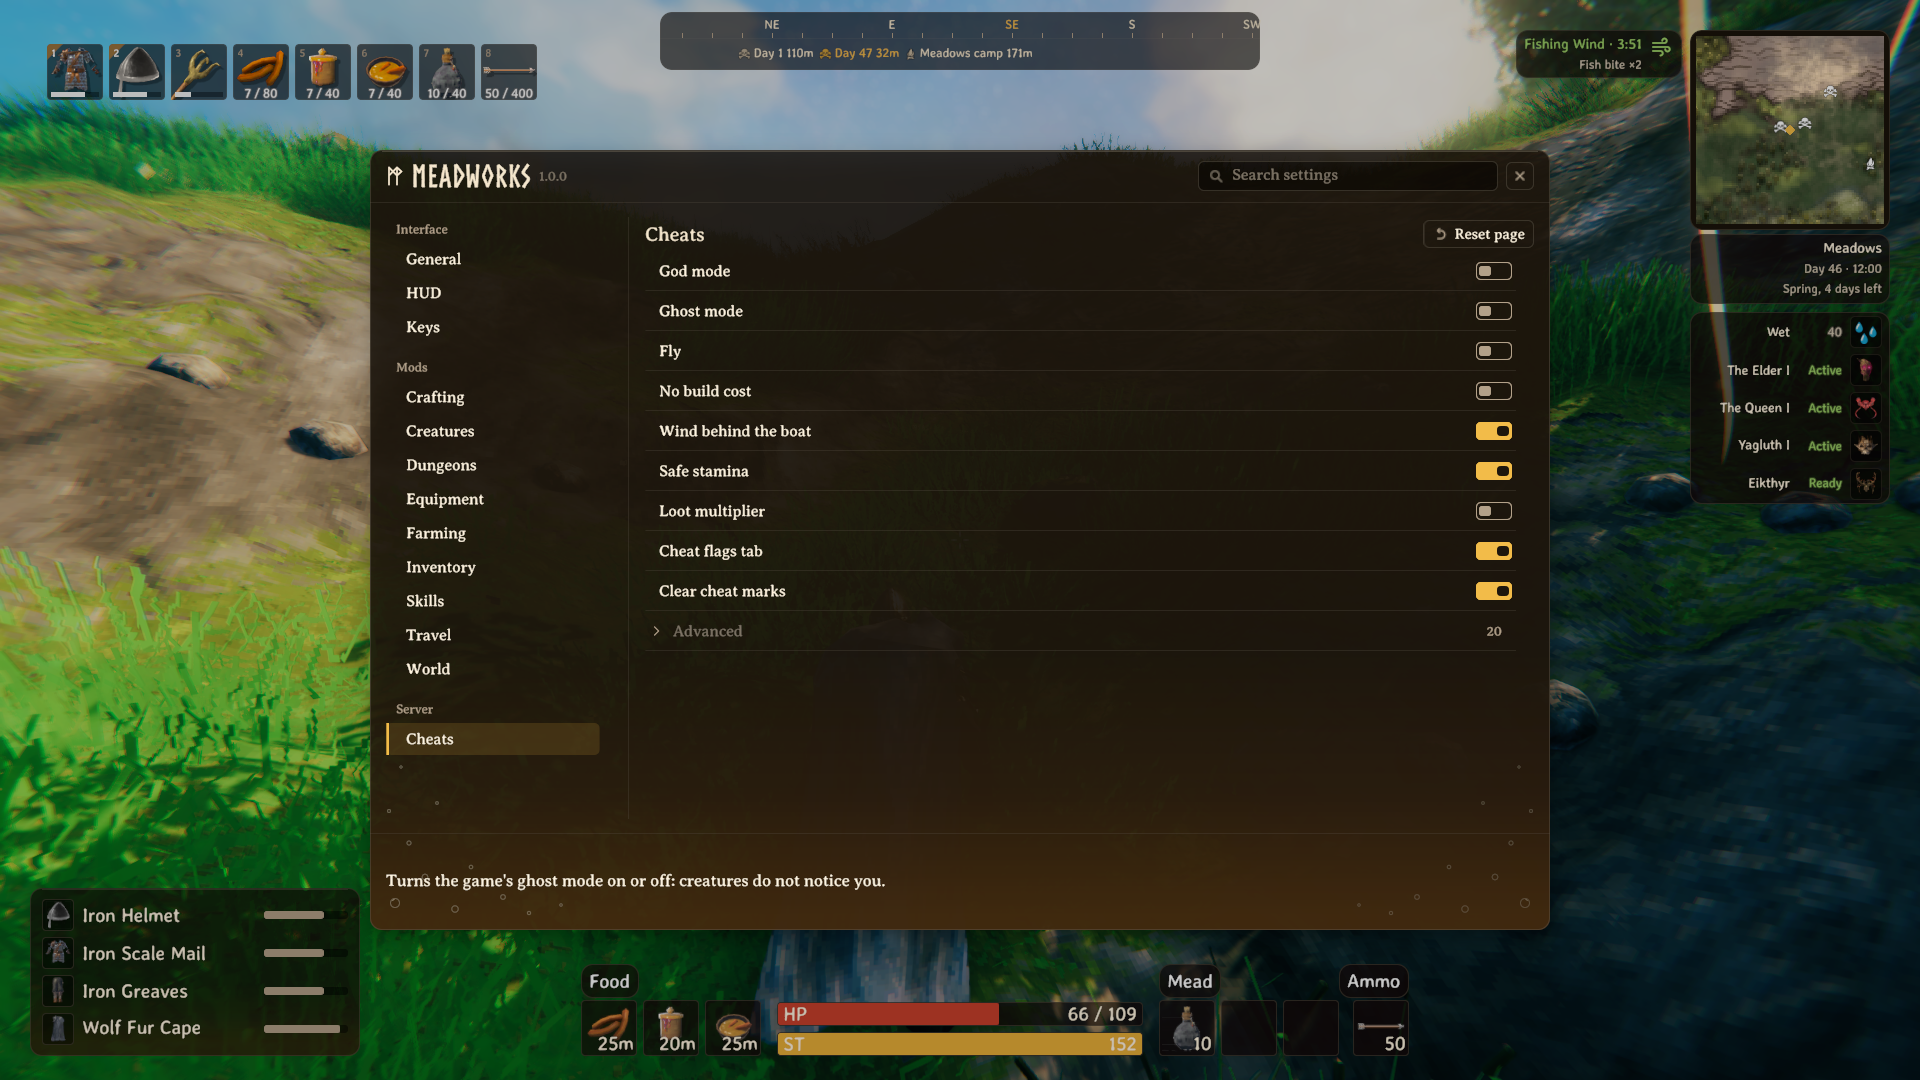 NE E SE S SW
Day 1 110m Day 47 32m Meadows camp 171m
1 2 3 4 5 6 7 8
7 / 80 7 / 40 7 / 40 10 / 40 50 / 400
Fishing Wind · 3:51
Fish bite ×2
Meadows
Day 46 · 12:00
Spring, 4 days left
Wet 40
The Elder I Active
The Queen I Active
Yagluth I Active
Eikthyr Ready
MEADWORKS 1.0.0
Search settings
Interface
General
HUD
Keys
Mods
Crafting
Creatures
Dungeons
Equipment
Farming
Inventory
Skills
Travel
World
Server
Cheats
Cheats
Reset page
God mode
Ghost mode
Fly
No build cost
Wind behind the boat
Safe stamina
Loot multiplier
Cheat flags tab
Clear cheat marks
Advanced 20
Turns the game's ghost mode on or off: creatures do not notice you.
Iron Helmet
Iron Scale Mail
Iron Greaves
Wolf Fur Cape
Food
25m 20m 25m
HP 66 / 109
ST 152
Mead
10
Ammo
50